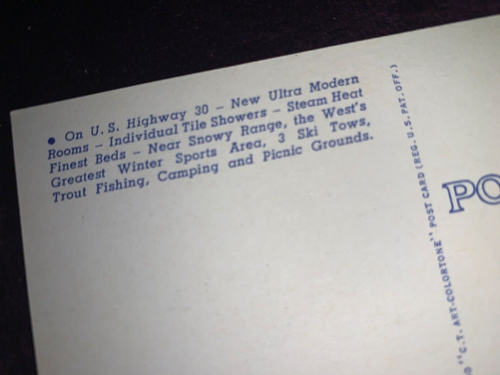 • On U. S. Highway 30 – New Ultra Modern
Rooms – Individual Tile Showers – Steam Heat
Finest Beds – Near Snowy Range, the West's
Greatest Winter Sports Area, 3 Ski Tows,
Trout Fishing, Camping and Picnic Grounds.
"C.T. ART-COLORTONE" POST CARD (REG. U.S. PAT. OFF.)
PO